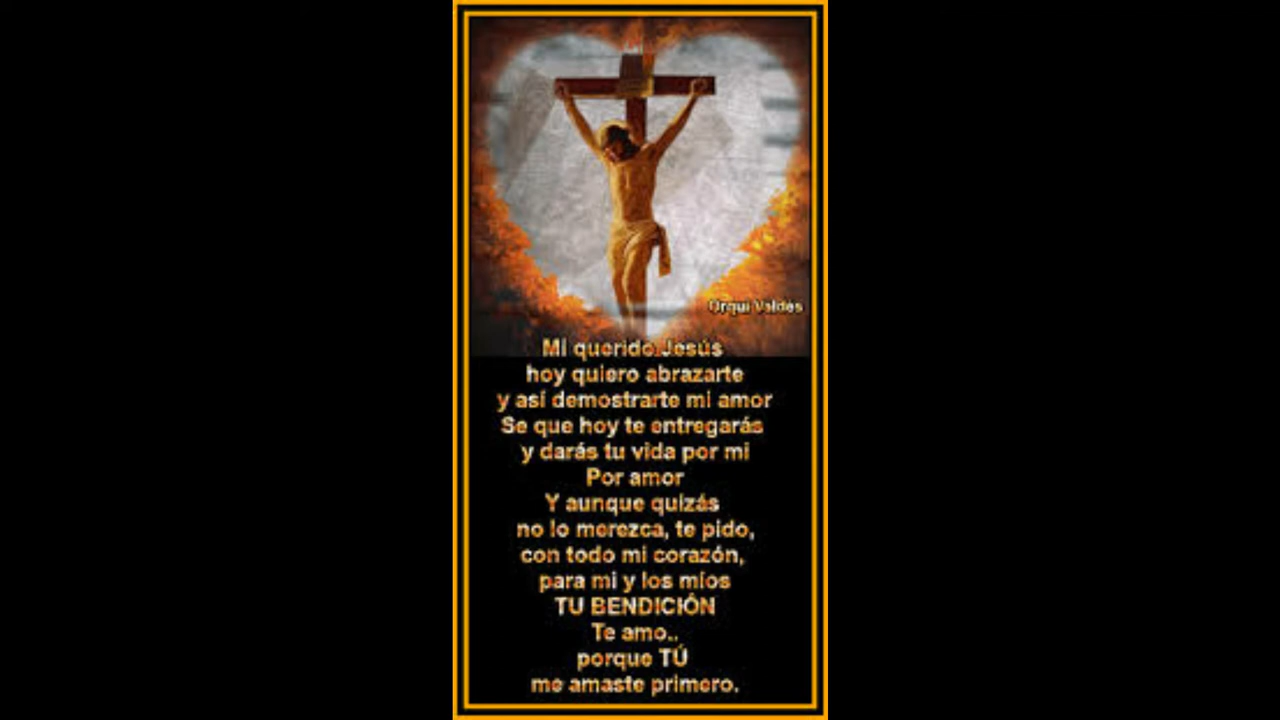 Orqui Valdés
Mi querido Jesús
hoy quiero abrazarte
y así demostrarte mi amor
Se que hoy te entregarás
y darás tu vida por mi
Por amor
Y aunque quizás
no lo merezca, te pido,
con todo mi corazón,
para mi y los míos
TU BENDICIÓN
Te amo..
porque TÚ
me amaste primero.